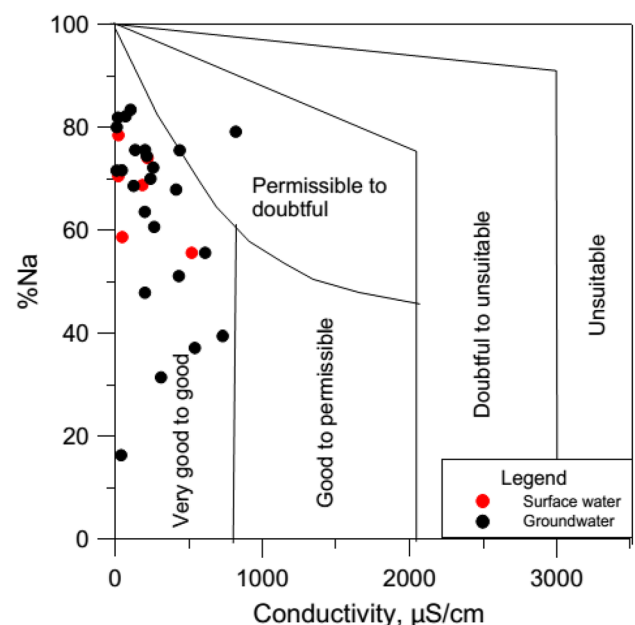 100
80
60
40
20
0
%Na
0
1000
2000
3000
Conductivity, µS/cm
Very good to good
Good to permissible
Permissible to
doubtful
Doubtful to unsuitable
Unsuitable
Legend
Surface water
Groundwater